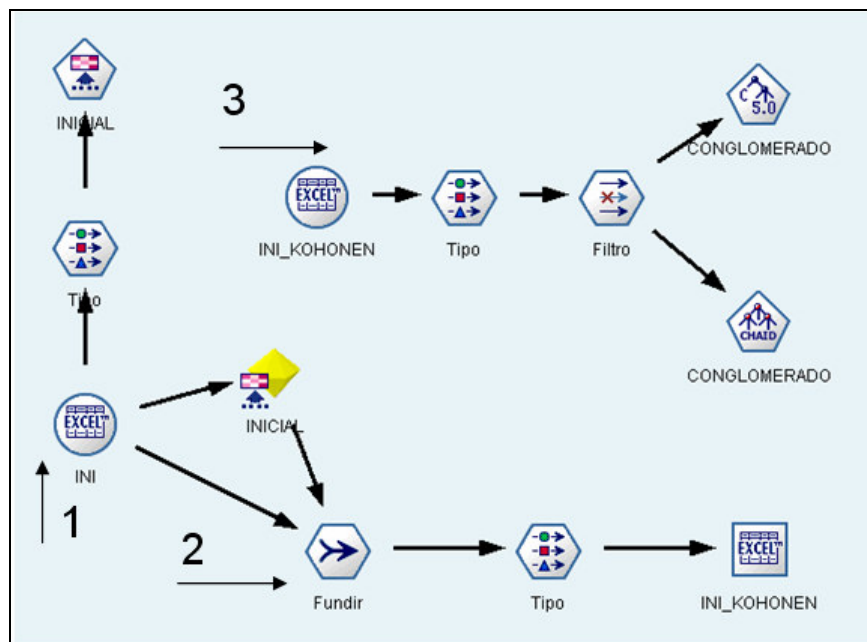 INICIAL
3
C 5.0
CONGLOMERADO
EXCEL
INI_KOHONEN
Tipo
Filtro
Tipo
CHAID
CONGLOMERADO
INICIAL
EXCEL
INI
1
2
Fundir
Tipo
EXCEL
INI_KOHONEN